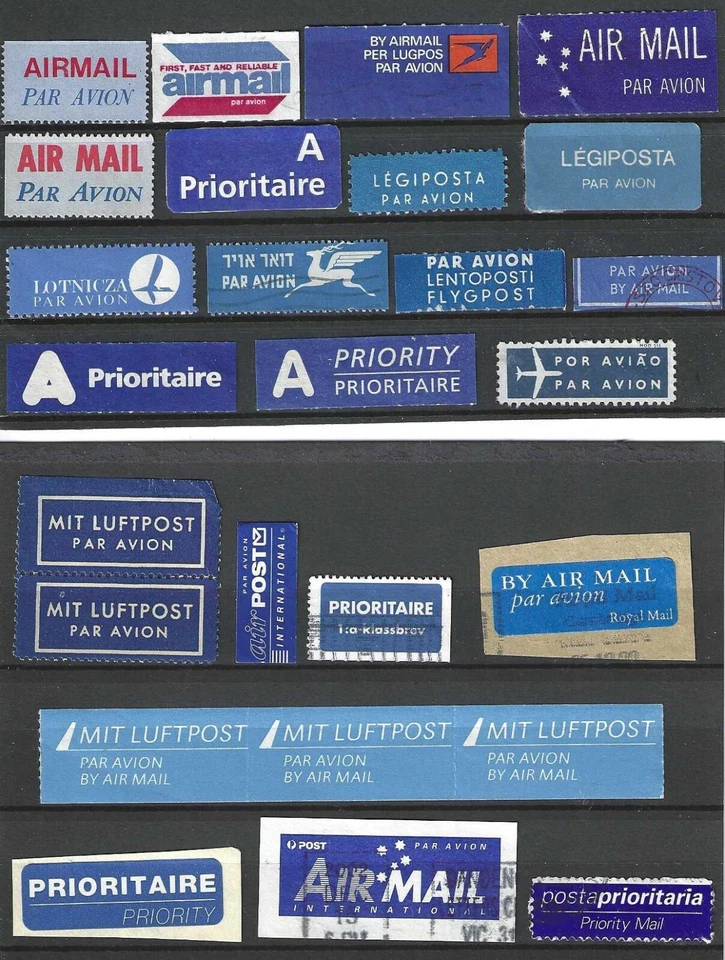 AIRMAIL
PAR AVION
FIRST, FAST AND RELIABLE
airmail
par avion
BY AIRMAIL
PER LUGPOS
PAR AVION
AIR MAIL
PAR AVION
AIR MAIL
PAR AVION
A
Prioritaire
LÉGIPOSTA
PAR AVION
LÉGIPOSTA
PAR AVION
LOTNICZA
PAR AVION
דואר אויר
PAR AVION
PAR AVION
LENTOPOSTI
FLYGPOST
PAR AVION
BY AIR MAIL
A Prioritaire
A PRIORITY
PRIORITAIRE
POR AVIÃO
PAR AVION
MIT LUFTPOST
PAR AVION
MIT LUFTPOST
PAR AVION
PAR AVION
air POST
INTERNATIONAL
PRIORITAIRE
1:a-klassbrev
BY AIR MAIL
par avion
Royal Mail
MIT LUFTPOST
PAR AVION
BY AIR MAIL
MIT LUFTPOST
PAR AVION
BY AIR MAIL
MIT LUFTPOST
PAR AVION
BY AIR MAIL
PRIORITAIRE
PRIORITY
POST PAR AVION
AIR MAIL
INTERNATIONAL
VIC. 31
postaprioritaria
Priority Mail